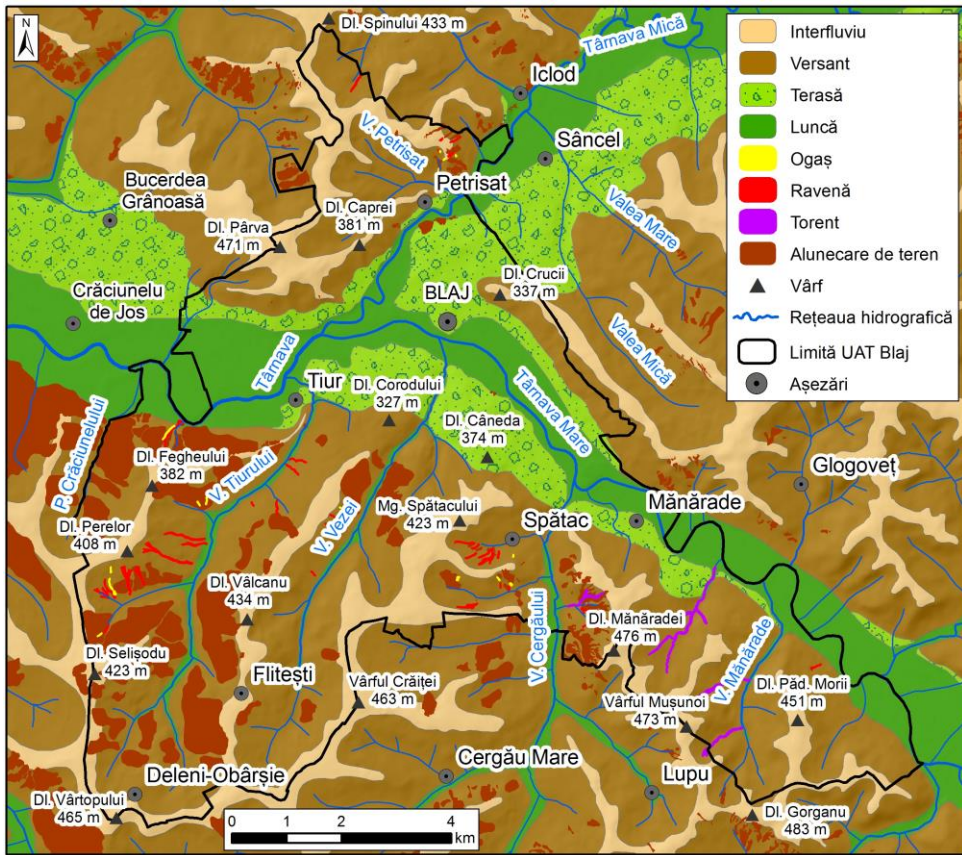 N
Dl. Spinului 433 m
Târnava Mică
Iclod
V. Petrisat
Sâncel
Bucerdea
Grânoasă
Petrisat
Dl. Caprei
381 m
Dl. Pârva
471 m
Valea Mare
Dl. Crucii
337 m
Crăciunelu
de Jos
BLAJ
Valea Mică
Târnava
Tiur
Dl. Corodului
327 m
Târnava Mare
Dl. Câneda
374 m
P. Crăciunelului
Dl. Fegheului
382 m
V. Tiurului
Glogoveț
Mg. Spătacului
423 m
Mănărade
Dl. Perelor
408 m
V. Vezei
Spătac
Dl. Vâlcanu
434 m
Dl. Mănăradei
476 m
V. Cergăului
V. Mănărade
Dl. Selișodu
423 m
Flitești
Vârful Crăiței
463 m
Dl. Păd. Morii
451 m
Vârful Mușunoi
473 m
Cergău Mare
Lupu
Deleni-Obârșie
Dl. Vârtopului
465 m
Dl. Gorganu
483 m
0 1 2 4
km
Interfluviu
Versant
Terasă
Luncă
Ogaș
Ravenă
Torent
Alunecare de teren
Vârf
Rețeaua hidrografică
Limită UAT Blaj
Așezări